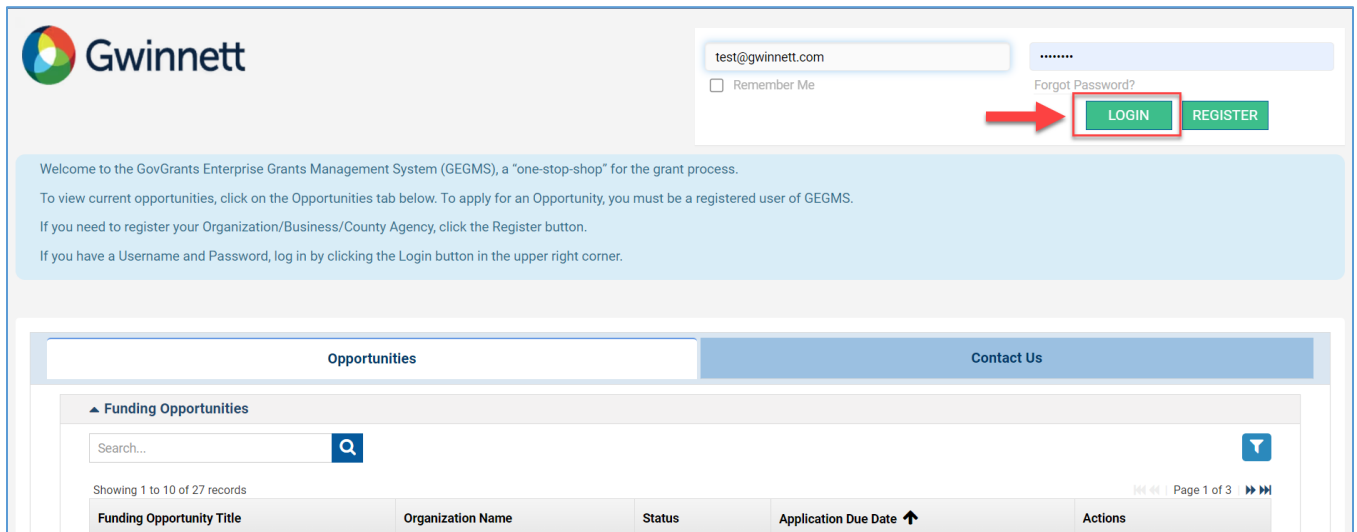 Gwinnett
test@gwinnett.com
••••••••
Remember Me
Forgot Password?
LOGIN
REGISTER
Welcome to the GovGrants Enterprise Grants Management System (GEGMS), a “one-stop-shop” for the grant process.
To view current opportunities, click on the Opportunities tab below. To apply for an Opportunity, you must be a registered user of GEGMS.
If you need to register your Organization/Business/County Agency, click the Register button.
If you have a Username and Password, log in by clicking the Login button in the upper right corner.
Opportunities
Contact Us
Funding Opportunities
Search...
Showing 1 to 10 of 27 records
Page 1 of 3
Funding Opportunity Title
Organization Name
Status
Application Due Date
Actions